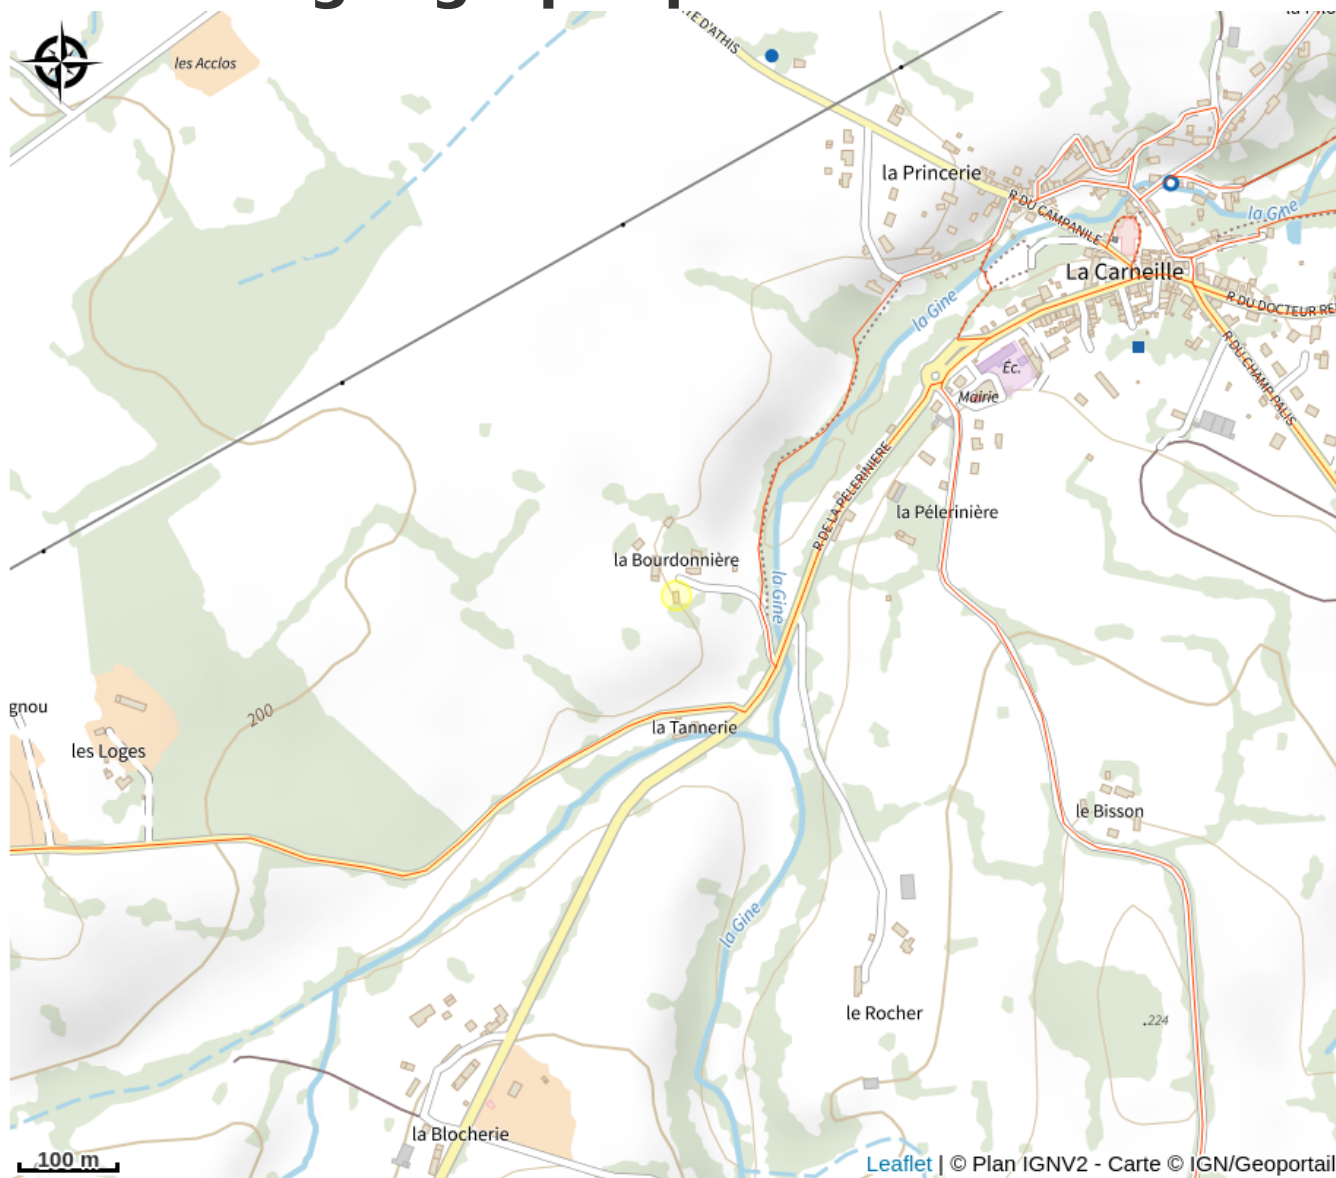 les Acclos
E D'ATHIS
la Princerie
R DU CAMPANILE
la Gine
La Carneille
la Gine
R DU DOCTEUR RE
R DU CHAMP PALIS
Éc.
Mairie
R DE LA PELERINIERE
la Pélerinière
la Bourdonnière
la Gine
gnou
200
les Loges
la Tannerie
le Bisson
la Gine
le Rocher
.224
la Blocherie
100 m
Leaflet | © Plan IGNV2 - Carte © IGN/Geoportail